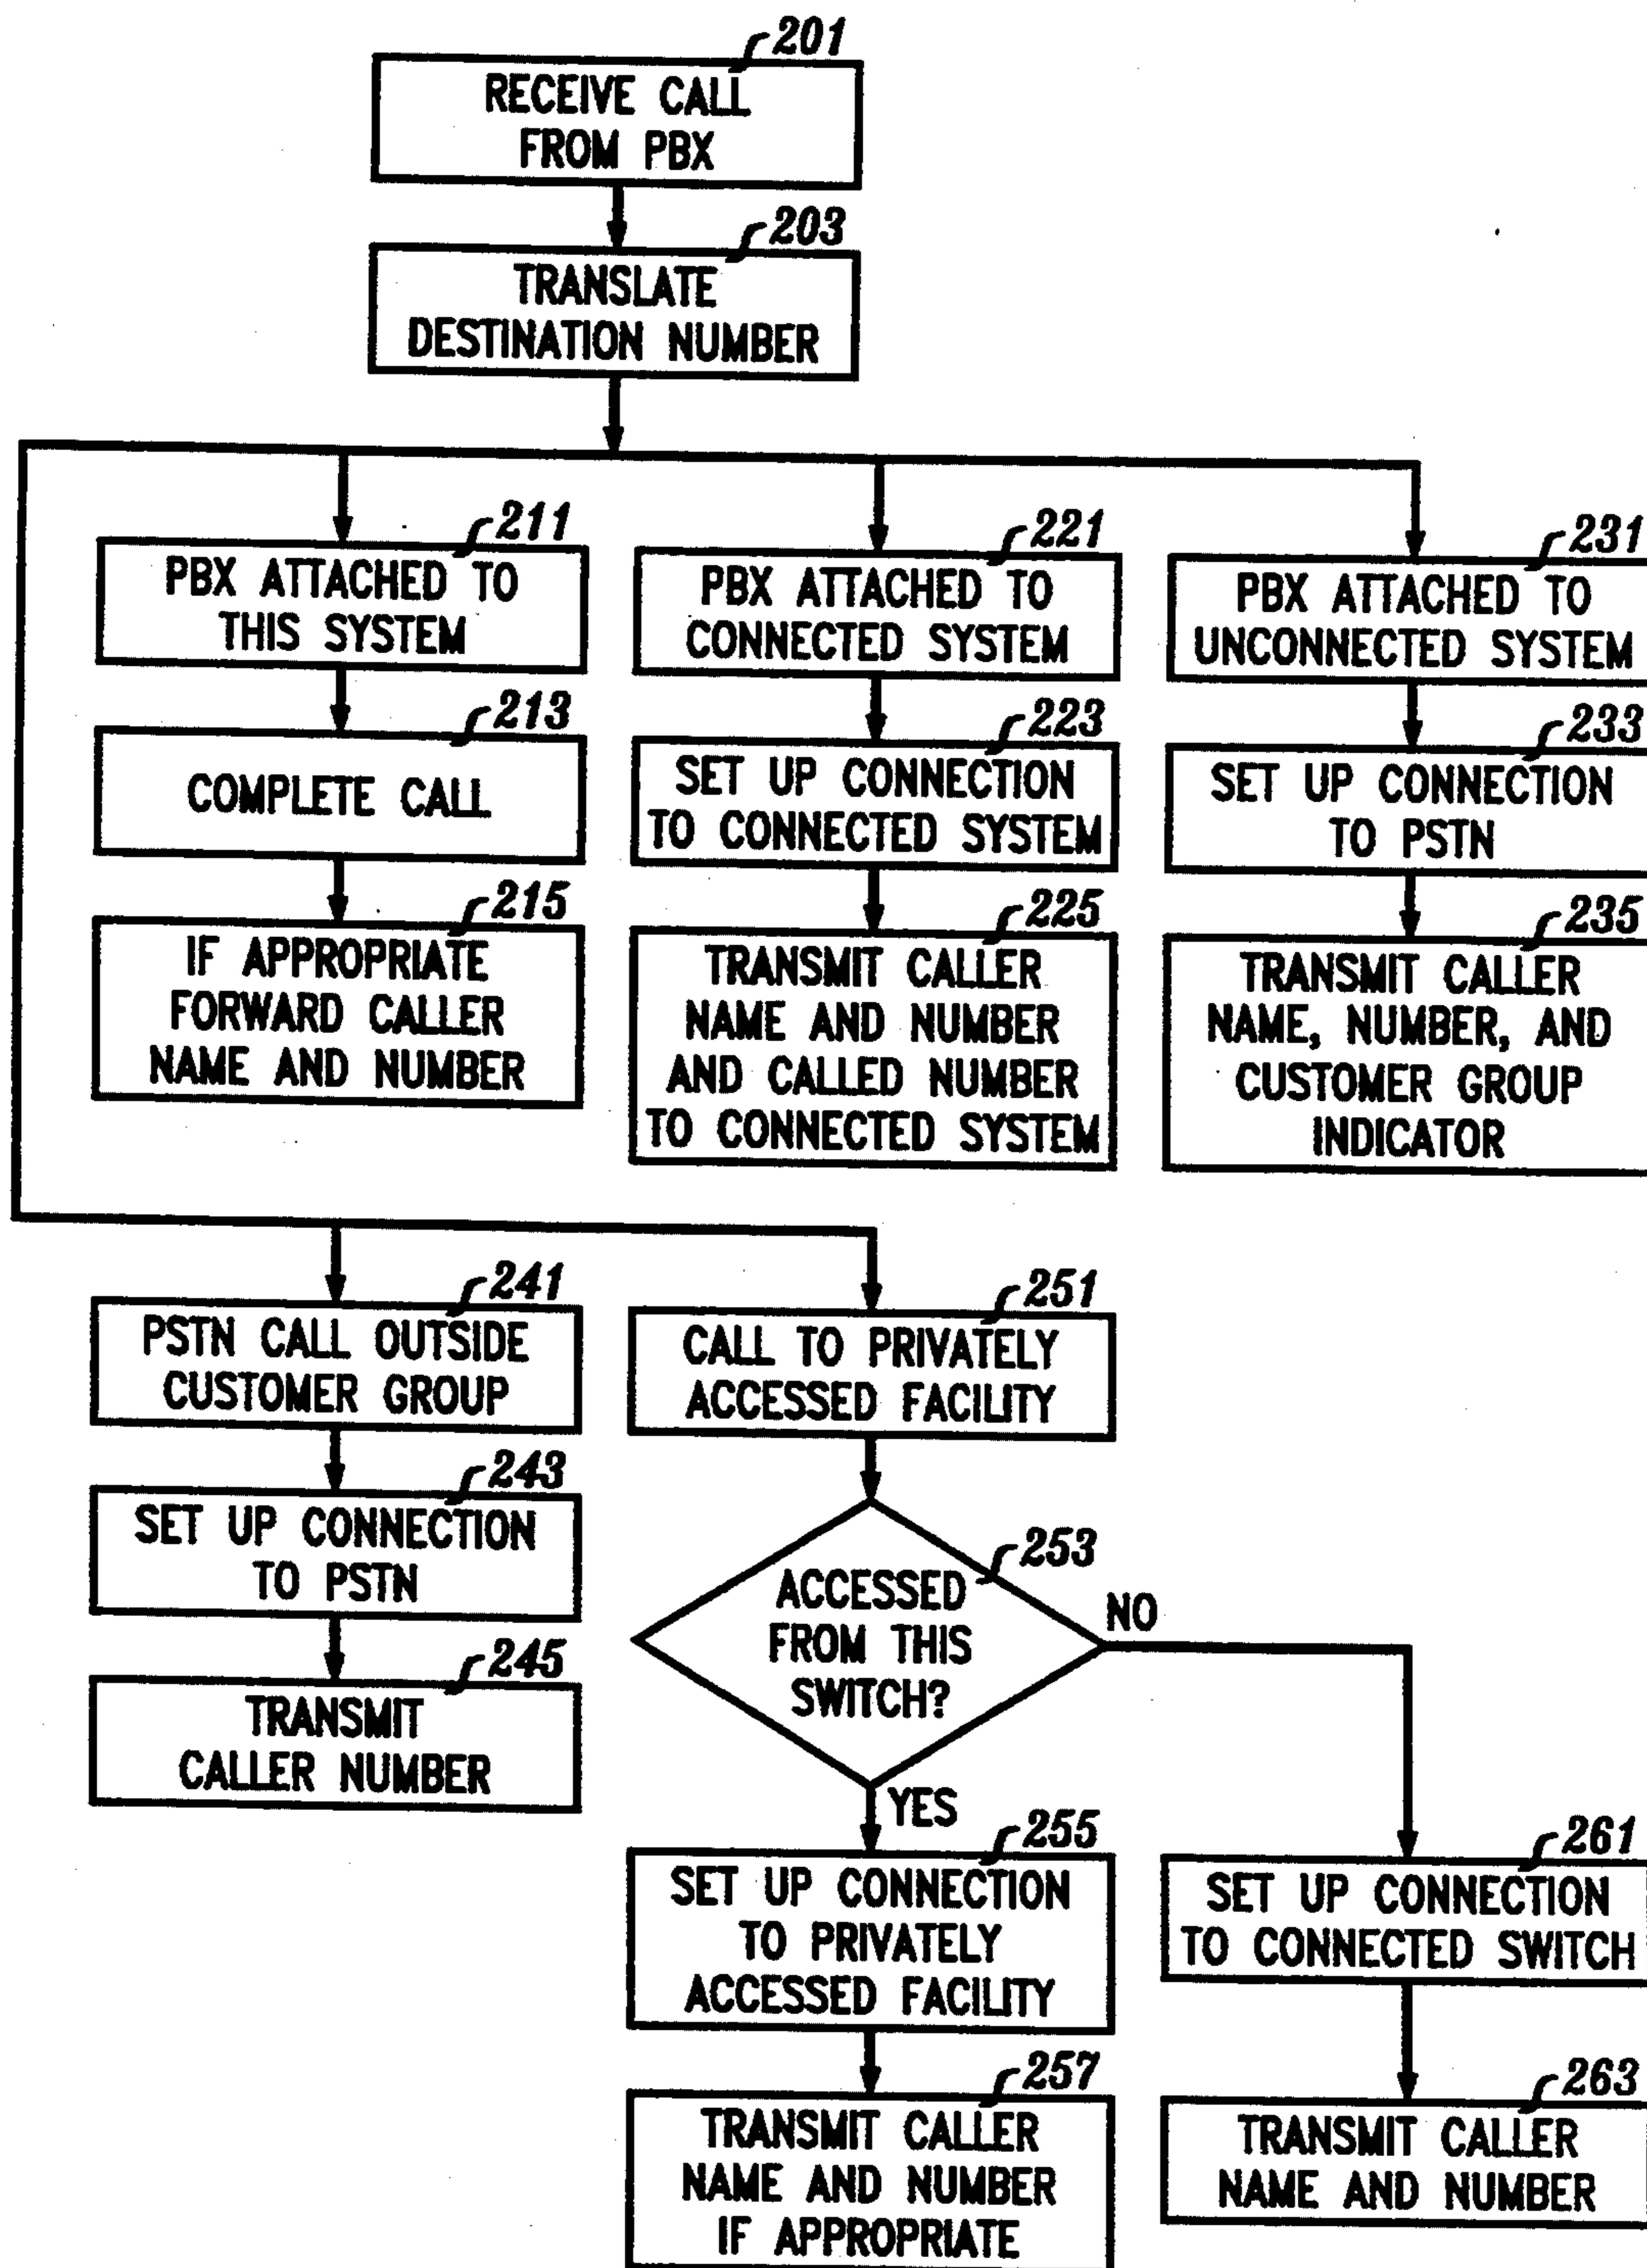 201
RECEIVE CALL
FROM PBX
203
TRANSLATE
DESTINATION NUMBER
211
PBX ATTACHED TO
THIS SYSTEM
213
COMPLETE CALL
215
IF APPROPRIATE
FORWARD CALLER
NAME AND NUMBER
221
PBX ATTACHED TO
CONNECTED SYSTEM
223
SET UP CONNECTION
TO CONNECTED SYSTEM
225
TRANSMIT CALLER
NAME AND NUMBER
AND CALLED NUMBER
TO CONNECTED SYSTEM
231
PBX ATTACHED TO
UNCONNECTED SYSTEM
233
SET UP CONNECTION
TO PSTN
235
TRANSMIT CALLER
NAME, NUMBER, AND
CUSTOMER GROUP
INDICATOR
241
PSTN CALL OUTSIDE
CUSTOMER GROUP
243
SET UP CONNECTION
TO PSTN
245
TRANSMIT
CALLER NUMBER
251
CALL TO PRIVATELY
ACCESSED FACILITY
253
ACCESSED
FROM THIS
SWITCH?
NO
YES
255
SET UP CONNECTION
TO PRIVATELY
ACCESSED FACILITY
257
TRANSMIT CALLER
NAME AND NUMBER
IF APPROPRIATE
261
SET UP CONNECTION
TO CONNECTED SWITCH
263
TRANSMIT CALLER
NAME AND NUMBER